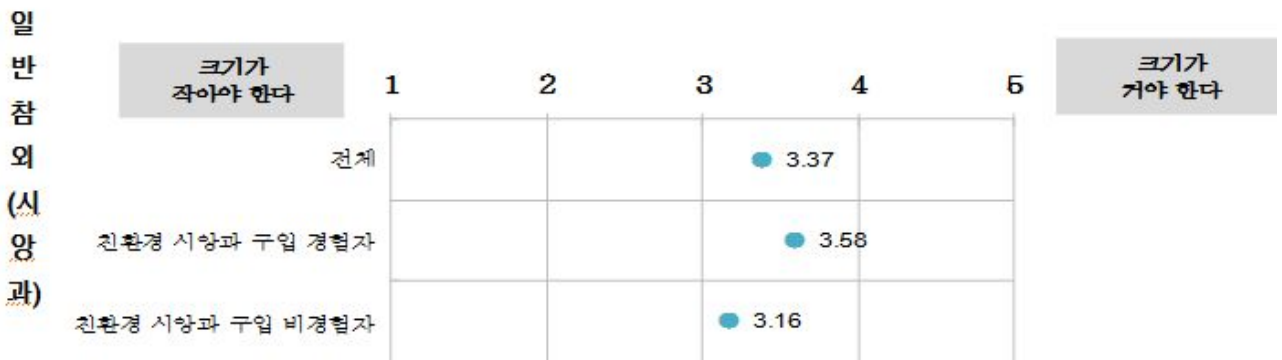 일반참외(시앙과)
크기가
작아야 한다
1 2 3 4 5
크기가
커야 한다
전체 3.37
친환경 시앙과 구입 경험자 3.58
친환경 시앙과 구입 비경험자 3.16